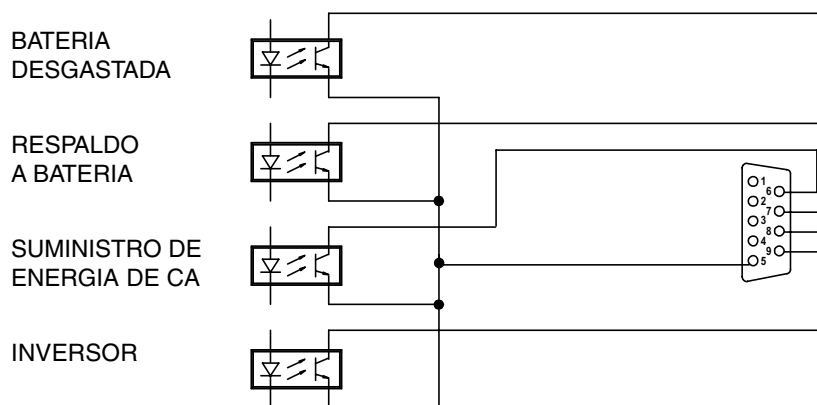 BATERIA
DESGASTADA
RESPALDO
A BATERIA
SUMINISTRO DE
ENERGIA DE CA
INVERSOR
1
6
2
7
3
8
4
9
5